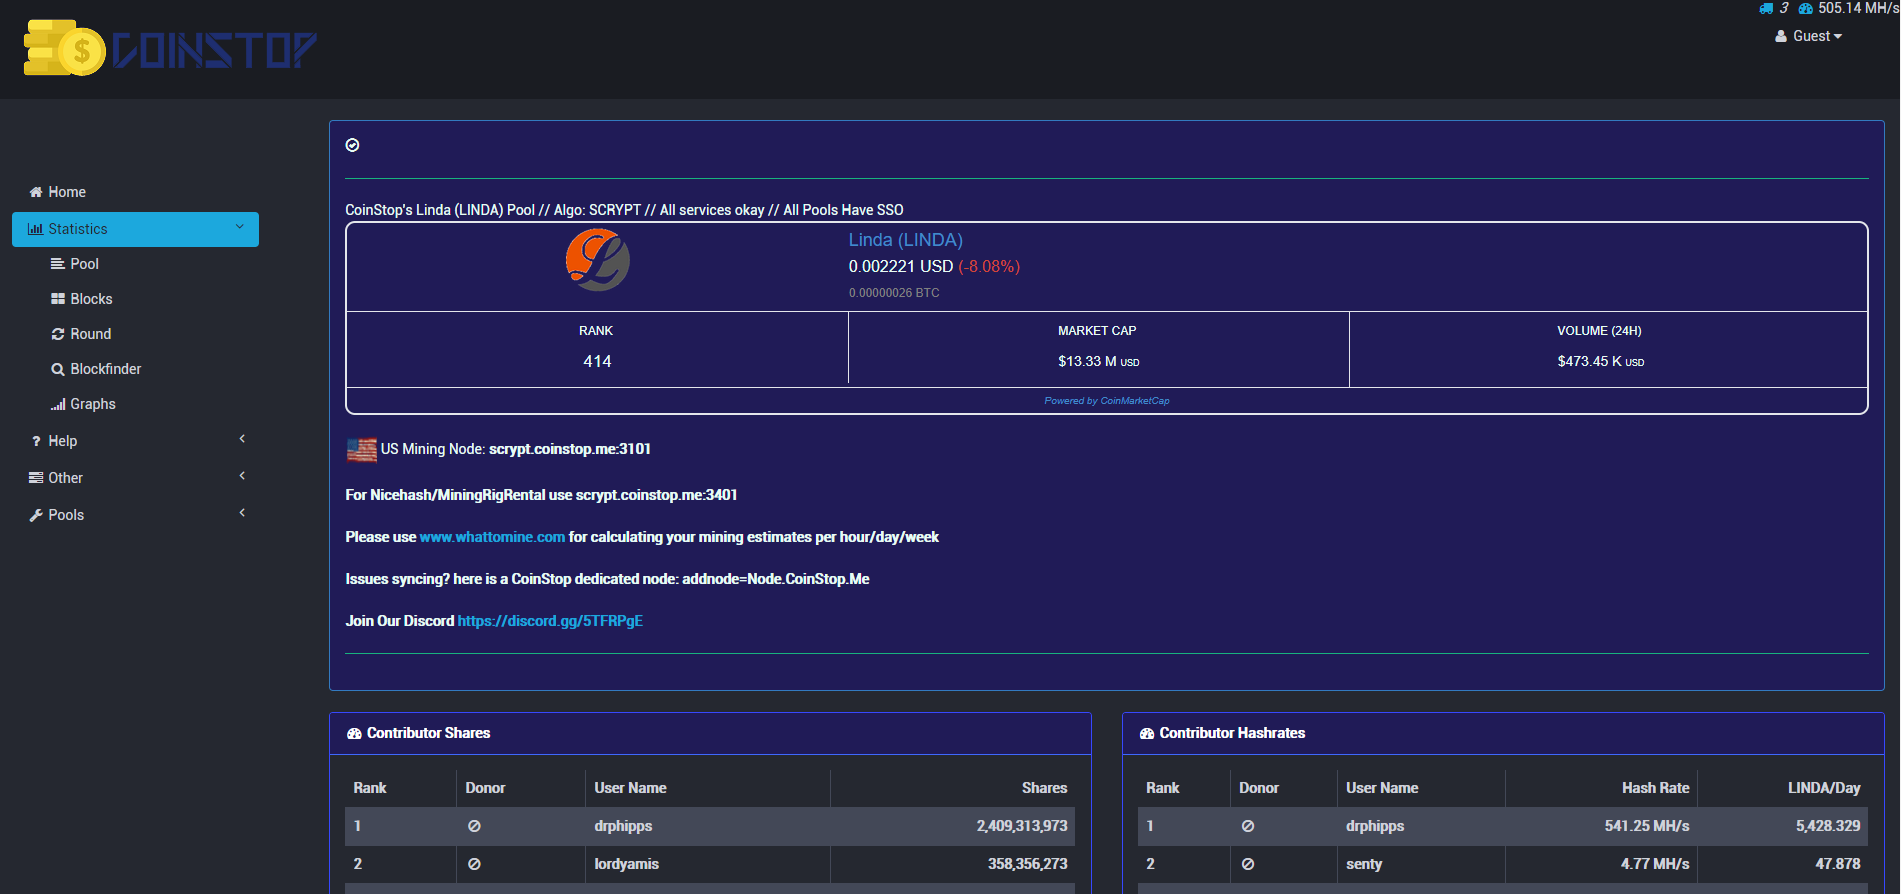 3 505.14 MH/s
COINSTOP
Guest
Home
Statistics
Pool
Blocks
Round
Blockfinder
Graphs
Help
Other
Pools
CoinStop's Linda (LINDA) Pool // Algo: SCRYPT // All services okay // All Pools Have SSO
Linda (LINDA)
0.002221 USD (-8.08%)
0.00000026 BTC
RANK MARKET CAP VOLUME (24H)
414 $13.33 M USD $473.45 K USD
Powered by CoinMarketCap
US Mining Node: scrypt.coinstop.me:3101
For Nicehash/MiningRigRental use scrypt.coinstop.me:3401
Please use www.whattomine.com for calculating your mining estimates per hour/day/week
Issues syncing? here is a CoinStop dedicated node: addnode=Node.CoinStop.Me
Join Our Discord https://discord.gg/5TFRPgE
Contributor Shares
Rank Donor User Name Shares
1 drphipps 2,409,313,973
2 lordyamis 358,356,273
Contributor Hashrates
Rank Donor User Name Hash Rate LINDA/Day
1 drphipps 541.25 MH/s 5,428.329
2 senty 4.77 MH/s 47.878